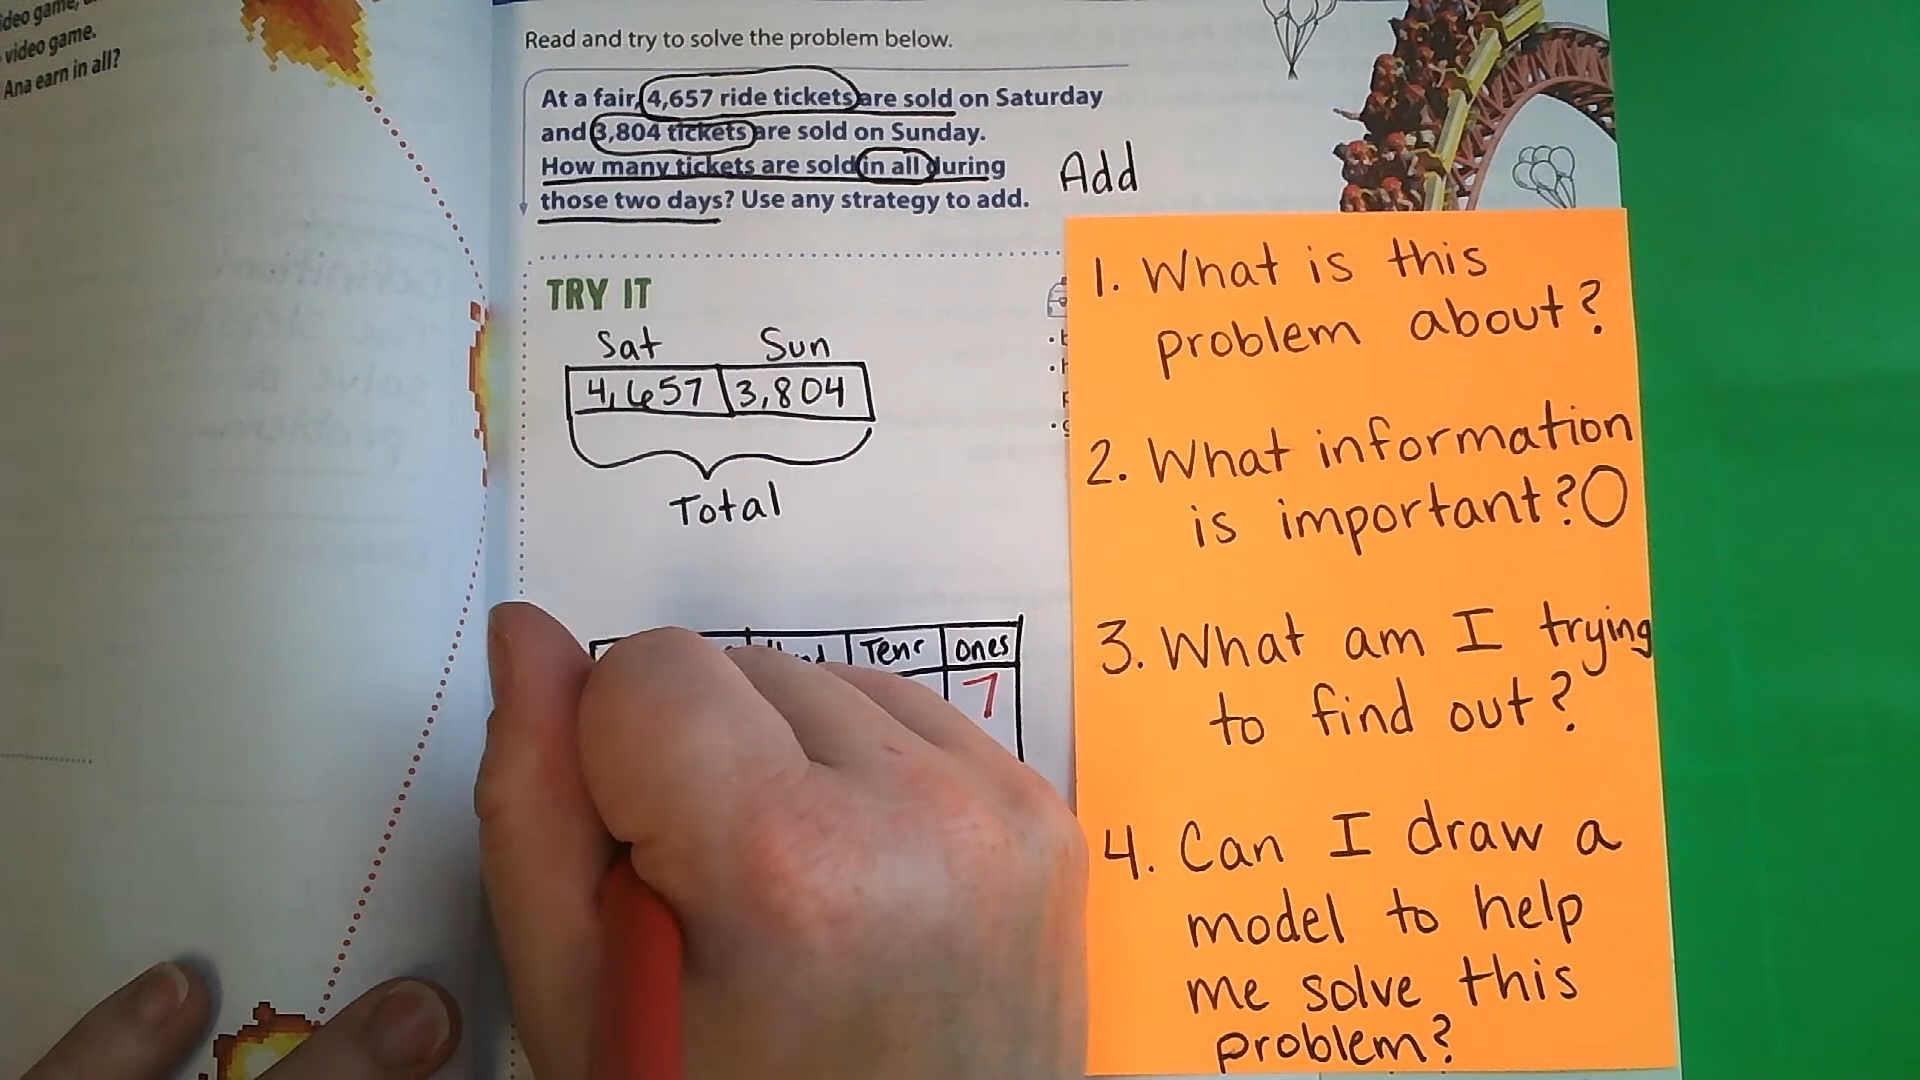 deo game,
video game.
Ana earn in all?
Read and try to solve the problem below.
At a fair, 4,657 ride tickets are sold on Saturday
and 3,804 tickets are sold on Sunday.
How many tickets are sold in all during
those two days? Use any strategy to add.
Add
TRY IT
Sat Sun
4,657 3,804
Total
Tens ones
7
1. What is this
problem about?
2. What information
is important?
3. What am I trying
to find out?
4. Can I draw a
model to help
me solve this
problem?